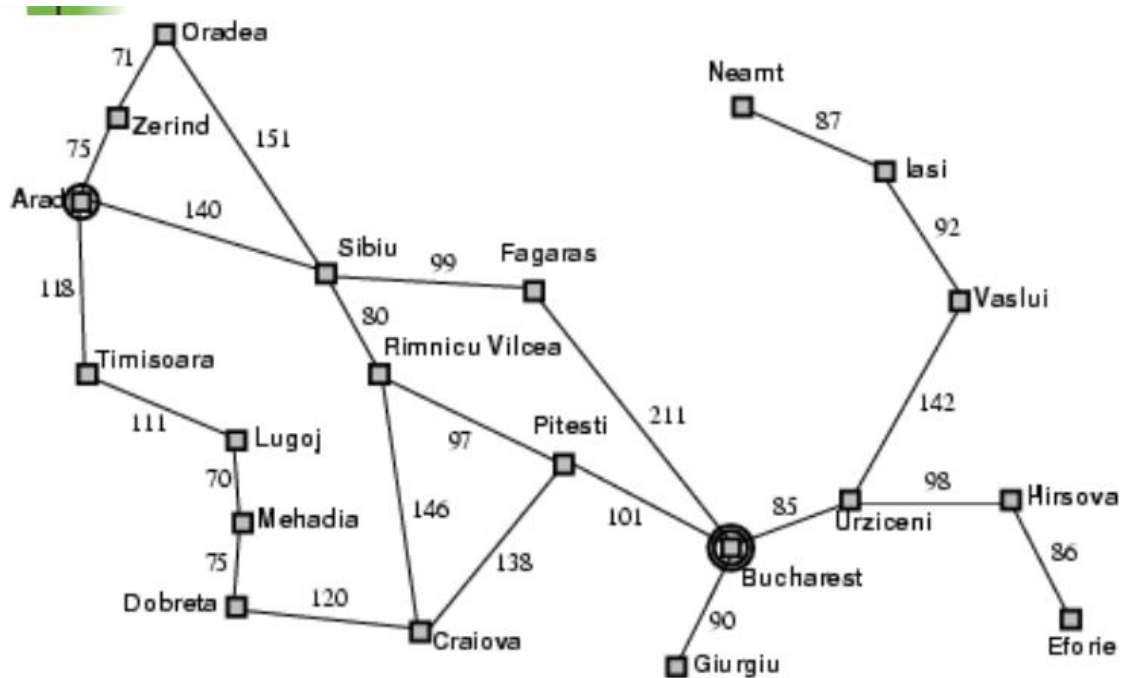 Oradea
71
Neamt
87
Zerind
151
75
Iasi
Arad
140
92
Sibiu
99
Fagaras
118
80
Vaslui
Timisoara
Rimnicu Vilcea
142
111
Lugoj
97
Pitesti
211
70
98
Hirsova
Mehadia
146
101
85
Urziceni
75
138
86
Bucharest
Dobreta
120
90
Craiova
Giurgiu
Eforie